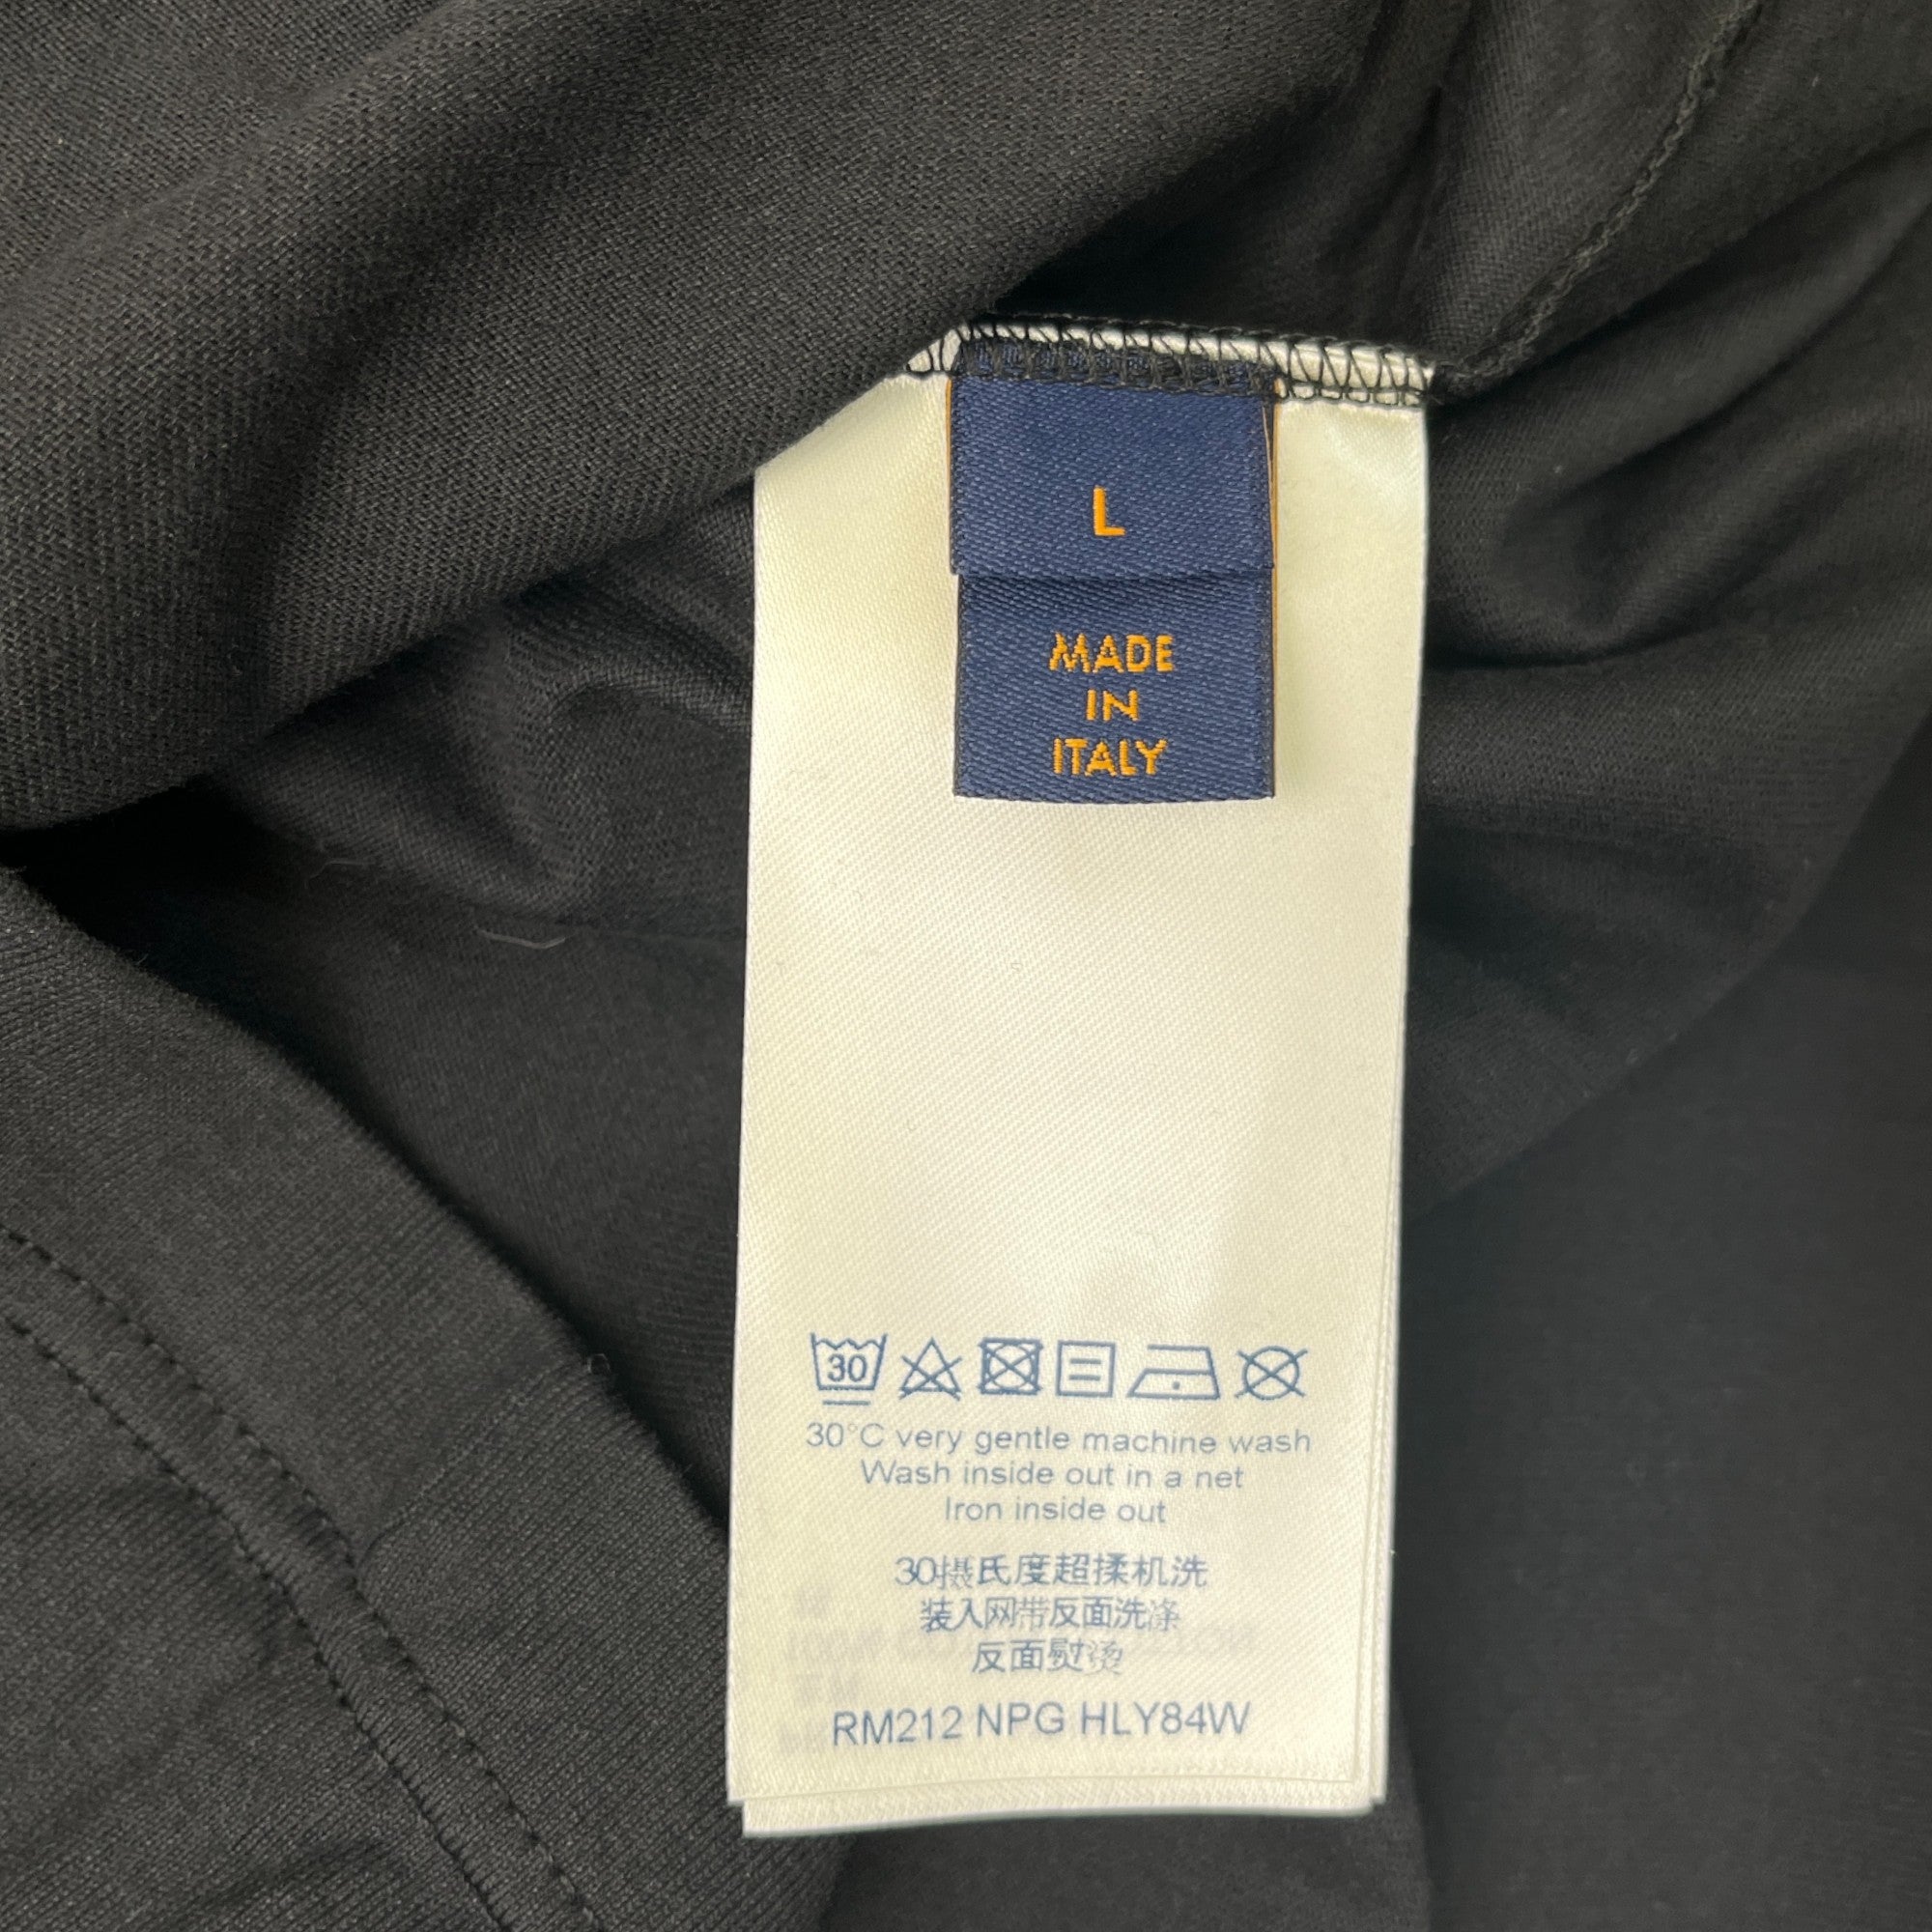 L
MADE
IN
ITALY
30
30°C very gentle machine wash
Wash inside out in a net
Iron inside out
30摄氏度超揉机洗
装入网带反面洗涤
反面熨烫
RM212 NPG HLY84W